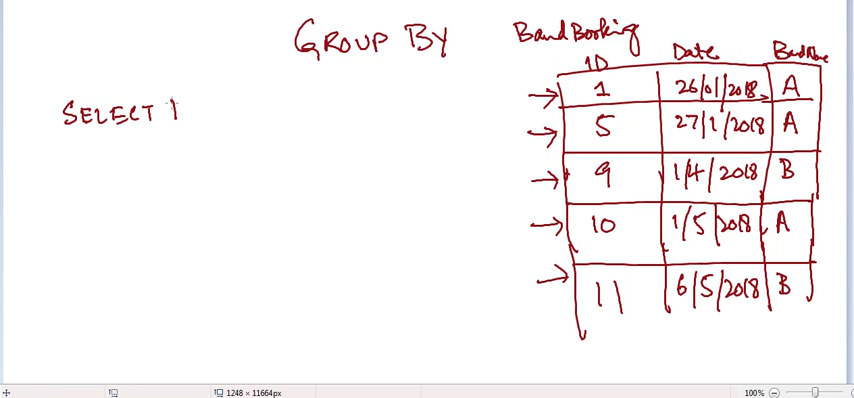 GROUP BY
BandBooking
ID Date BandName
1 26/01/2018 A
SELECT
5 27/1/2018 A
9 1/4/2018 B
10 1/5/2018 A
11 6/5/2018 B
1248 × 11664px 100%